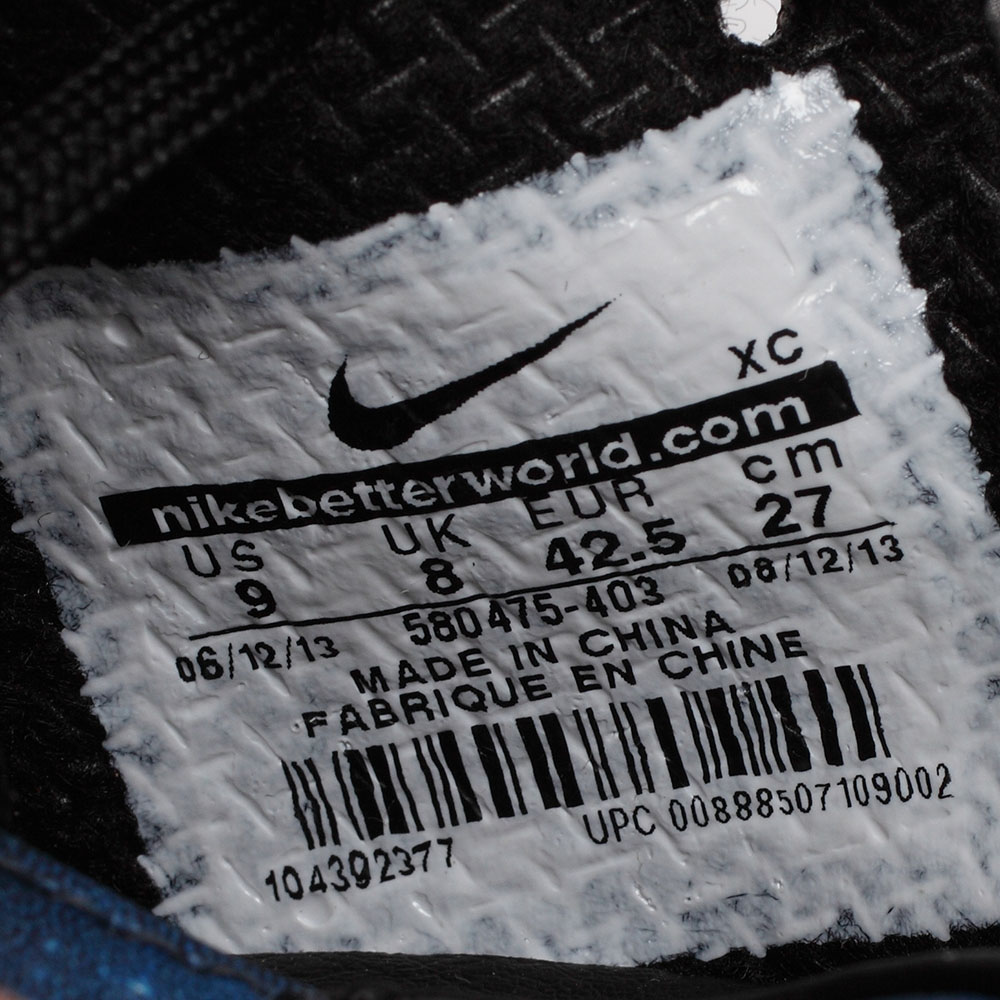 XC
nikebetterworld.com
US UK EUR cm
9 8 42.5 27
06/12/13 580475-403 08/12/13
MADE IN CHINA
FABRIQUE EN CHINE
104392377 UPC 00888507109002